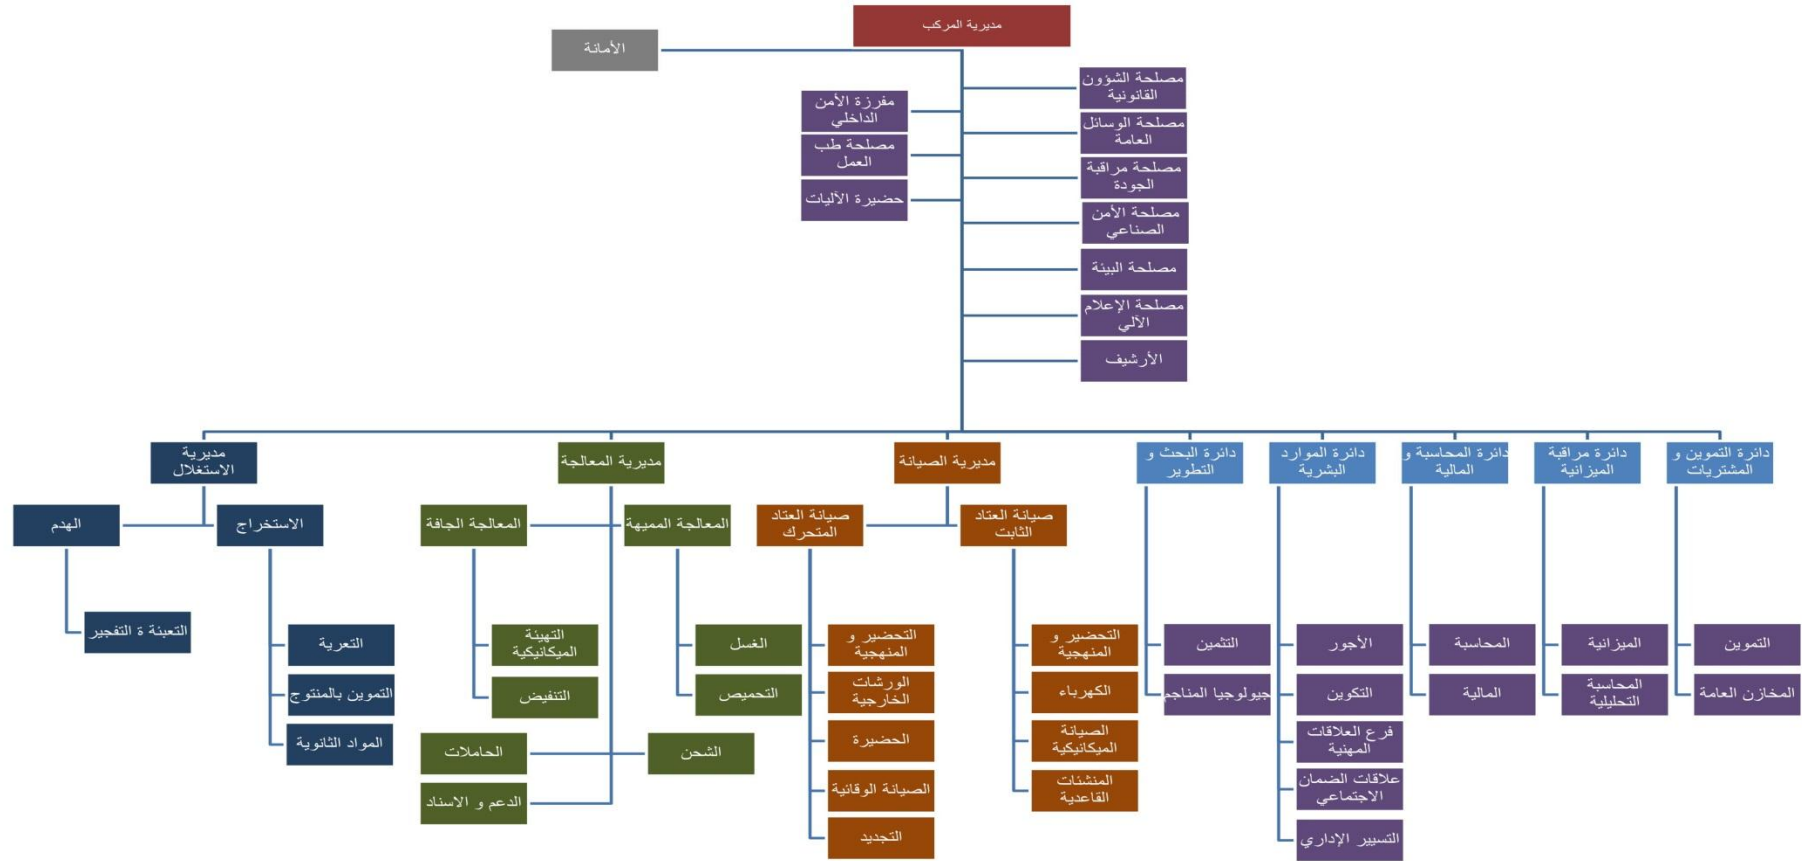 مديرية المركب
الأمانة
مصلحة الشؤون
القانونية
مصلحة الوسائل
العامة
مصلحة مراقبة
الجودة
مصلحة الأمن
الصناعي
مصلحة البيئة
مصلحة الإعلام
الآلي
الأرشيف
مفرزة الأمن
الداخلي
مصلحة طب
العمل
حضيرة الآليات
دائرة التموين و
المشتريات
دائرة مراقبة
الميزانية
دائرة المحاسبة و
المالية
دائرة الموارد
البشرية
دائرة البحث و
التطوير
مديرية الصيانة
مديرية المعالجة
مديرية
الاستغلال
التموين
المخازن العامة
الميزانية
المحاسبة
التحليلية
المحاسبة
المالية
الأجور
التكوين
فرع العلاقات
المهنية
علاقات الضمان
الاجتماعي
التسيير الإداري
التثمين
جيولوجيا المناجم
صيانة العتاد
الثابت
التحضير و
المنهجية
الكهرباء
الصيانة
الميكانيكية
المنشئات
القاعدية
صيانة العتاد
المتحرك
التحضير و
المنهجية
الورشات
الخارجية
الحضيرة
الصيانة الوقائية
التجديد
المعالجة المميهة
الغسل
التحميص
المعالجة الجافة
التهيئة
الميكانيكية
التنفيض
الشحن
الحاملات
الدعم و الاسناد
الاستخراج
التعرية
التموين بالمنتوج
المواد الثانوية
الهدم
التعبئة ة التفجير